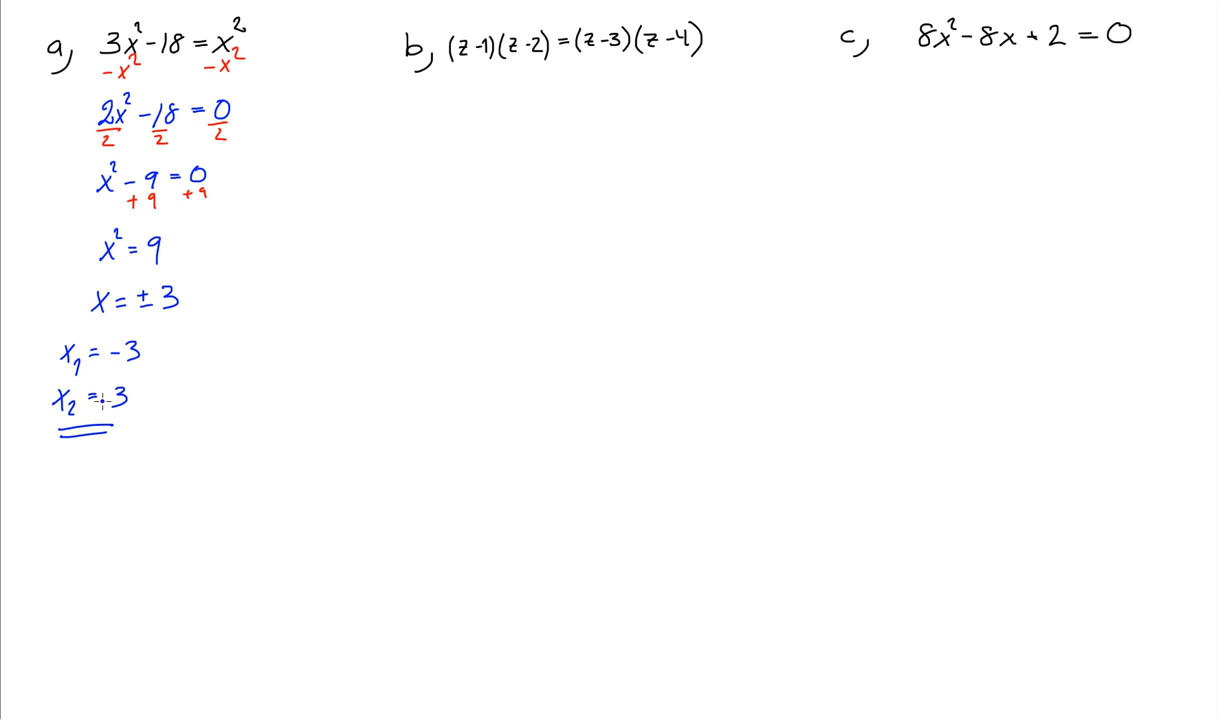 a, 3x² - 18 = x²
-x² -x²
2x² - 18 = 0
2 2 2
x² - 9 = 0
+9 +9
x² = 9
x = ± 3
x₁ = -3
x₂ = 3
b, (z-1)(z-2) = (z-3)(z-4)
c, 8x² - 8x + 2 = 0